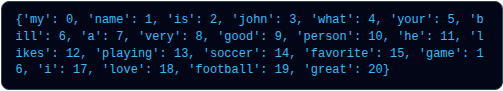 {'my': 0, 'name': 1, 'is': 2, 'john': 3, 'what': 4, 'your': 5, 'b
ill': 6, 'a': 7, 'very': 8, 'good': 9, 'person': 10, 'he': 11, 'l
ikes': 12, 'playing': 13, 'soccer': 14, 'favorite': 15, 'game': 1
6, 'i': 17, 'love': 18, 'football': 19, 'great': 20}